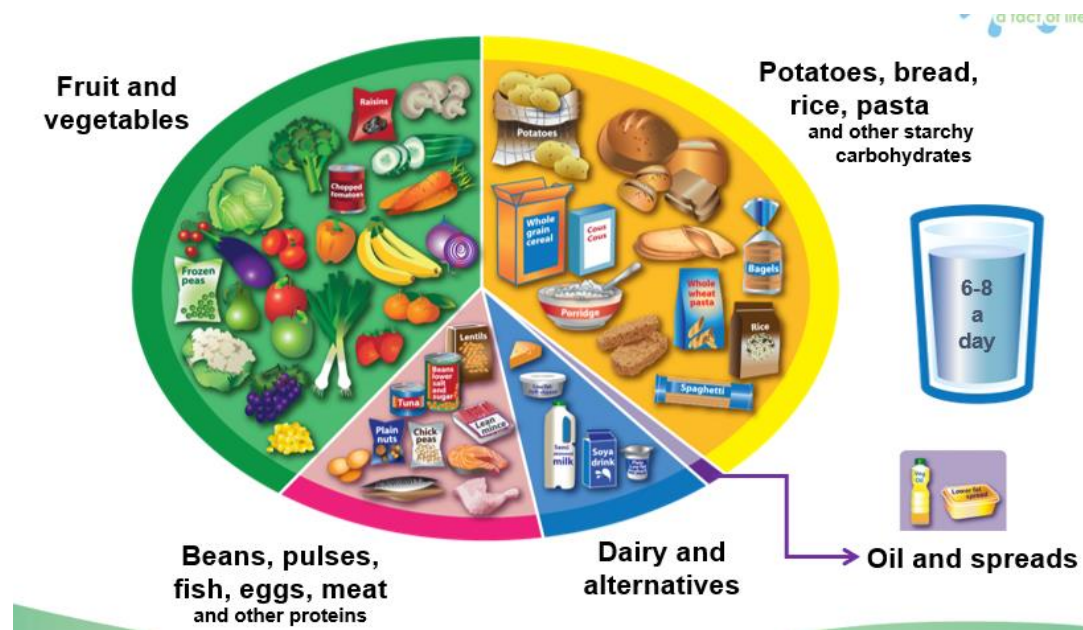 a fact of life
Fruit and
vegetables
Potatoes, bread,
rice, pasta
and other starchy
carbohydrates
Raisins
Potatoes
Chopped
tomatoes
Whole
grain
cereal
Cous
Cous
Bagels
Frozen
peas
Whole
wheat
pasta
Porridge
Rice
6-8
a
day
Lentils
Beans
lower
salt
and
sugar
Tuna
Lean
mince
Spaghetti
Plain
nuts
Chick
peas
Semi
milk
Soya
drink
Veg
Oil
Lower fat
spread
Beans, pulses,
fish, eggs, meat
and other proteins
Dairy and
alternatives
Oil and spreads